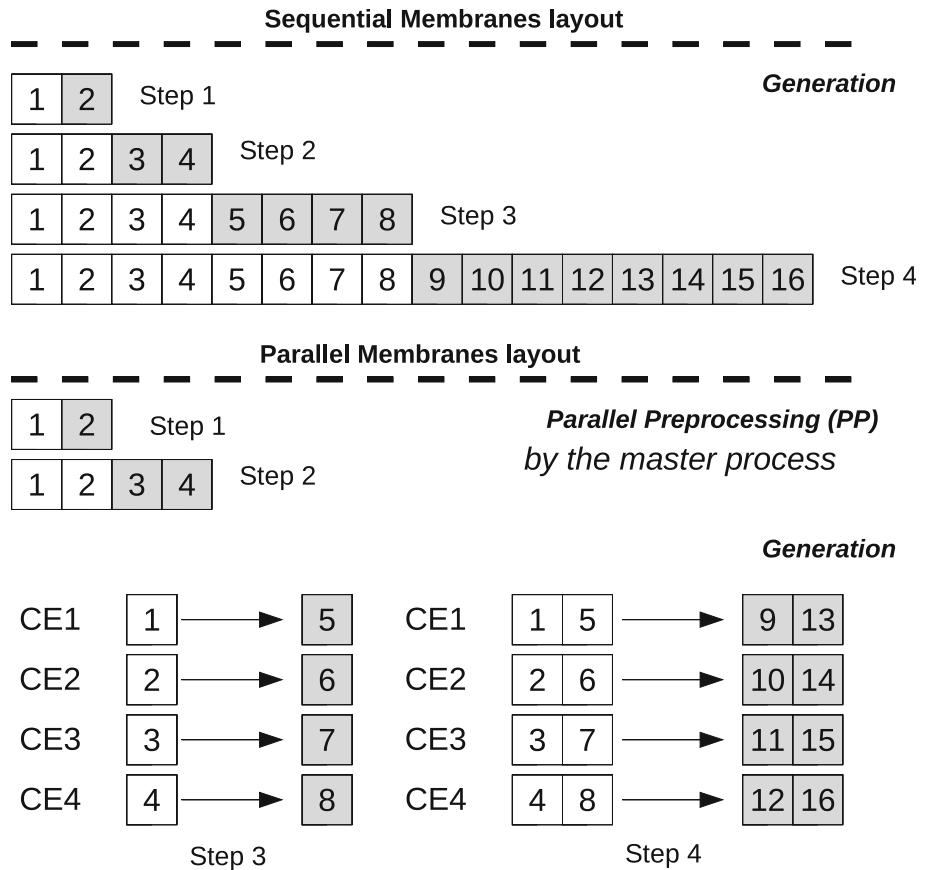 Sequential Membranes layout
Generation
1 2 Step 1
1 2 3 4 Step 2
1 2 3 4 5 6 7 8 Step 3
1 2 3 4 5 6 7 8 9 10 11 12 13 14 15 16 Step 4
Parallel Membranes layout
1 2 Step 1
Parallel Preprocessing (PP)
by the master process
1 2 3 4 Step 2
Generation
CE1 1 5 CE1 1 5 9 13
CE2 2 6 CE2 2 6 10 14
CE3 3 7 CE3 3 7 11 15
CE4 4 8 CE4 4 8 12 16
Step 3 Step 4